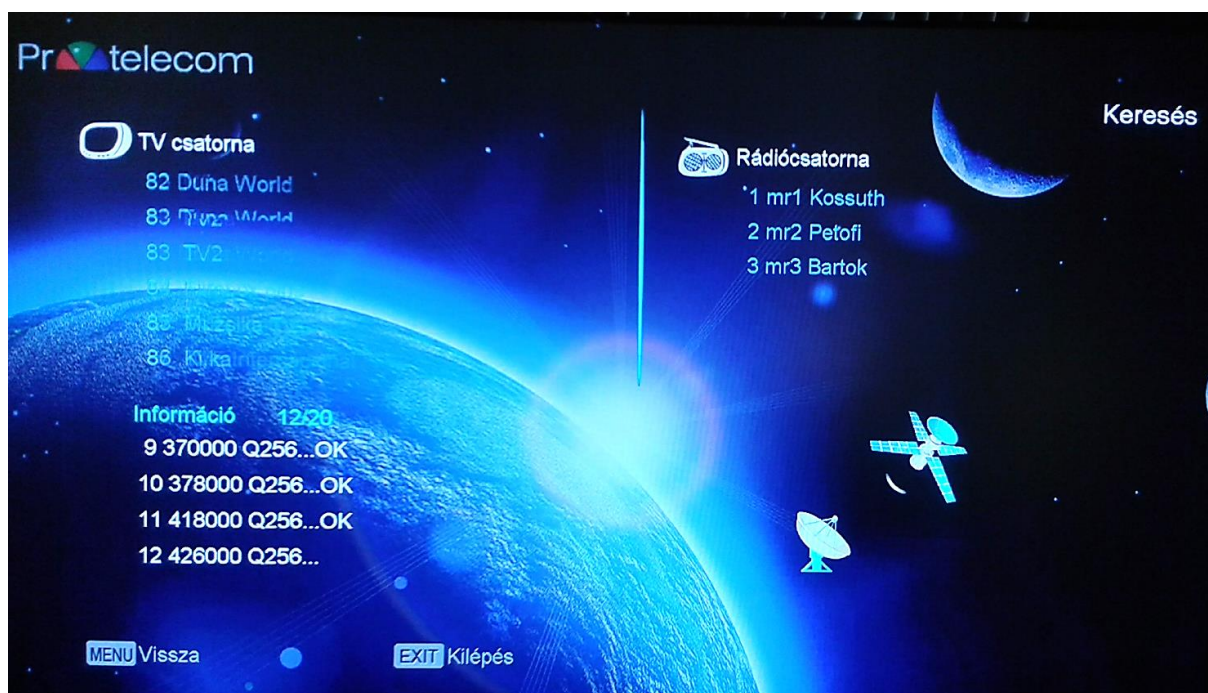 Pr telecom
Keresés
TV csatorna
82 Duna World
83
83 TV2
85 Muzsika
86
Információ 12/20
9 370000 Q256...OK
10 378000 Q256...OK
11 418000 Q256...OK
12 426000 Q256...
Rádiócsatorna
1 mr1 Kossuth
2 mr2 Petofi
3 mr3 Bartok
MENU Vissza
EXIT Kilépés